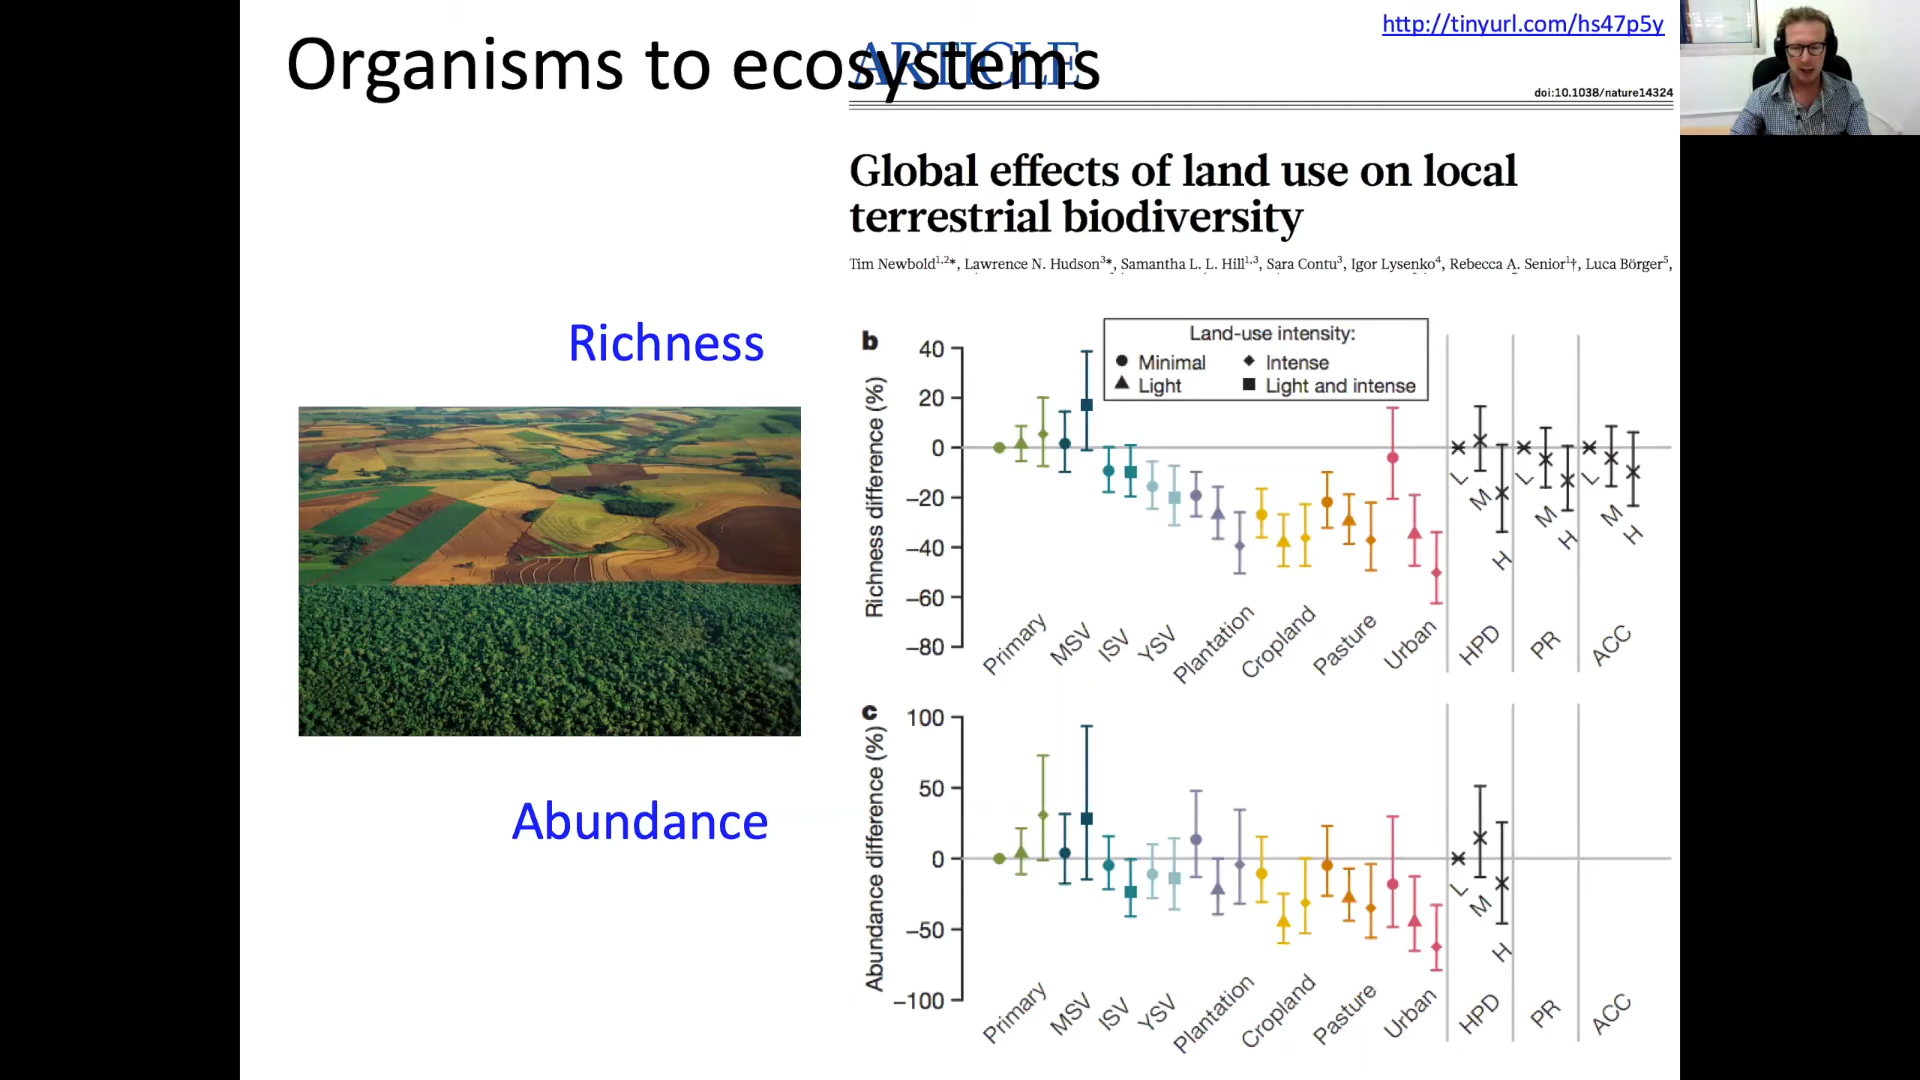 http://tinyurl.com/hs47p5y
Organisms to ecosystems
ARTICLE
doi:10.1038/nature14324
Global effects of land use on local
terrestrial biodiversity
Tim Newbold1,2*, Lawrence N. Hudson3*, Samantha L. L. Hill1,3, Sara Contu3, Igor Lysenko4, Rebecca A. Senior1†, Luca Börger5,
Richness
Abundance
b
Richness difference (%)
40
20
0
–20
–40
–60
–80
Land-use intensity:
Minimal Intense
Light Light and intense
L M H L M H L M H
Primary MSV ISV YSV Plantation Cropland Pasture Urban HPD PR ACC
c
Abundance difference (%)
100
50
0
–50
–100
L M H
Primary MSV ISV YSV Plantation Cropland Pasture Urban HPD PR ACC